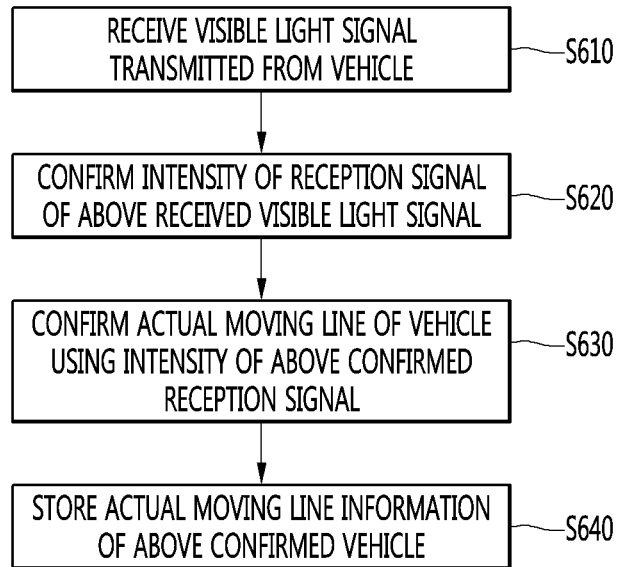 RECEIVE VISIBLE LIGHT SIGNAL
TRANSMITTED FROM VEHICLE
S610
CONFIRM INTENSITY OF RECEPTION SIGNAL
OF ABOVE RECEIVED VISIBLE LIGHT SIGNAL
S620
CONFIRM ACTUAL MOVING LINE OF VEHICLE
USING INTENSITY OF ABOVE CONFIRMED
RECEPTION SIGNAL
S630
STORE ACTUAL MOVING LINE INFORMATION
OF ABOVE CONFIRMED VEHICLE
S640